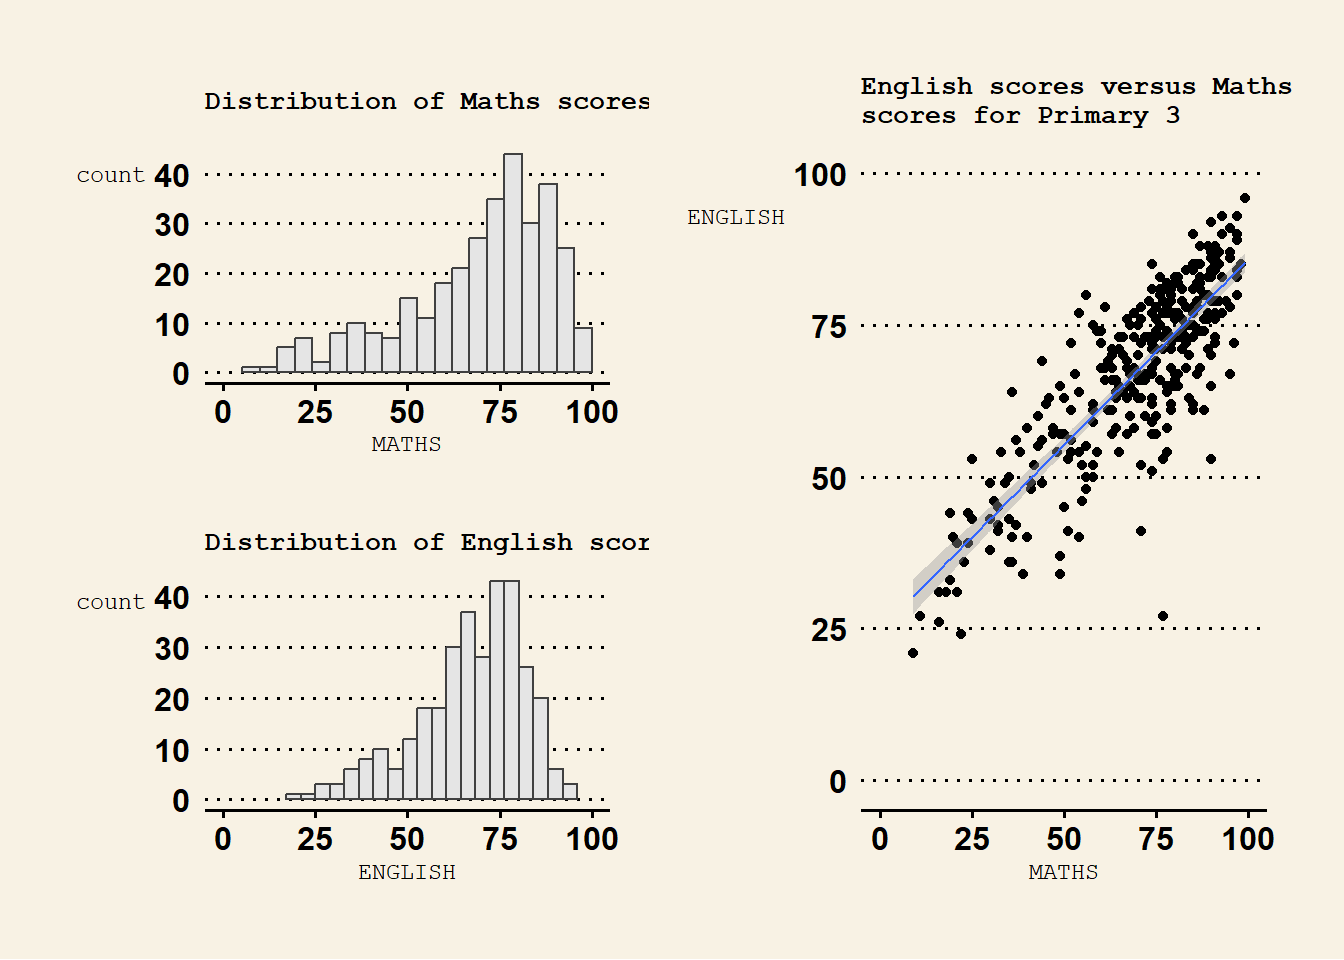 Distribution of Maths scores
count
40
30
20
10
0
0 25 50 75 100
MATHS
Distribution of English scor
count
40
30
20
10
0
0 25 50 75 100
ENGLISH
English scores versus Maths
scores for Primary 3
ENGLISH
100
75
50
25
0
0 25 50 75 100
MATHS